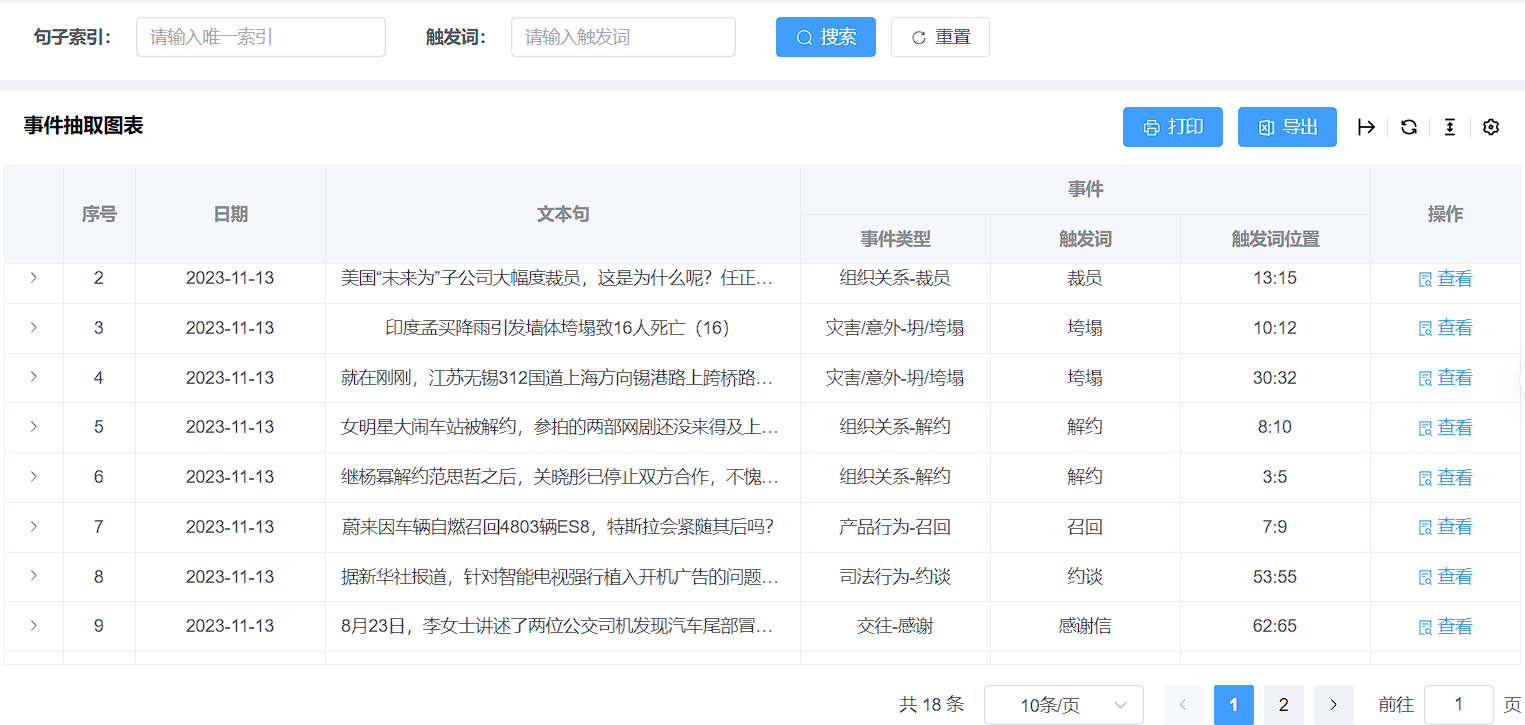 句子索引： 请输入唯一索引 触发词： 请输入触发词 搜索 重置
事件抽取图表 打印 导出
序号 日期 文本句 事件 操作
事件类型 触发词 触发词位置
2 2023-11-13 美国“未来为”子公司大幅度裁员，这是为什么呢？任正… 组织关系-裁员 裁员 13:15 查看
3 2023-11-13 印度孟买降雨引发墙体垮塌致16人死亡（16） 灾害/意外-坍/垮塌 垮塌 10:12 查看
4 2023-11-13 就在刚刚，江苏无锡312国道上海方向锡港路上跨桥路… 灾害/意外-坍/垮塌 垮塌 30:32 查看
5 2023-11-13 女明星大闹车站被解约，参拍的两部网剧还没来得及上… 组织关系-解约 解约 8:10 查看
6 2023-11-13 继杨幂解约范思哲之后，关晓彤已停止双方合作，不愧… 组织关系-解约 解约 3:5 查看
7 2023-11-13 蔚来因车辆自燃召回4803辆ES8，特斯拉会紧随其后吗？ 产品行为-召回 召回 7:9 查看
8 2023-11-13 据新华社报道，针对智能电视强行植入开机广告的问题… 司法行为-约谈 约谈 53:55 查看
9 2023-11-13 8月23日，李女士讲述了两位公交司机发现汽车尾部冒… 交往-感谢 感谢信 62:65 查看
共 18 条 10条/页 1 2 前往 1 页